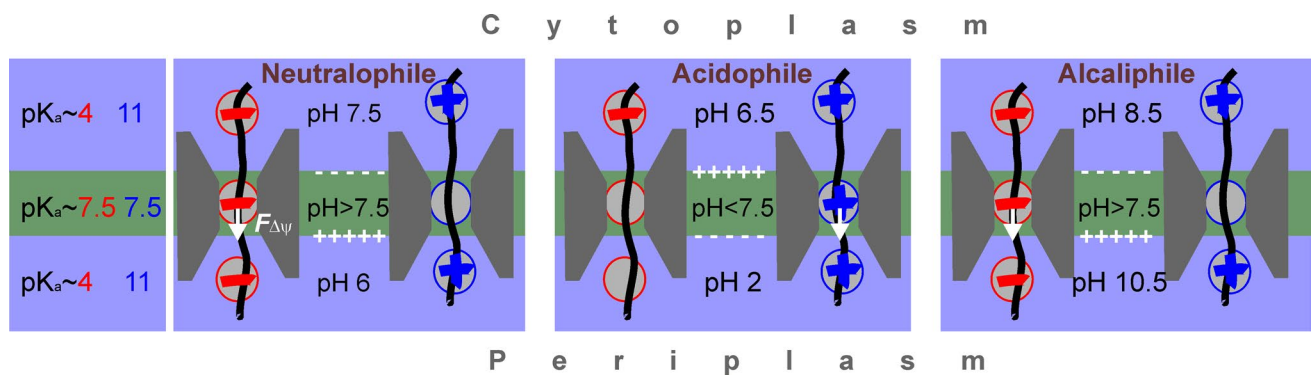 C y t o p l a s m
Neutralophile Acidophile Alcaliphile
pKa~4 11 pH 7.5 pH 6.5 pH 8.5
- - - - - +++++ - - - - -
pKa~7.5 7.5 FΔψ pH>7.5 pH<7.5 pH>7.5
+++++ - - - - - +++++
pKa~4 11 pH 6 pH 2 pH 10.5
P e r i p l a s m